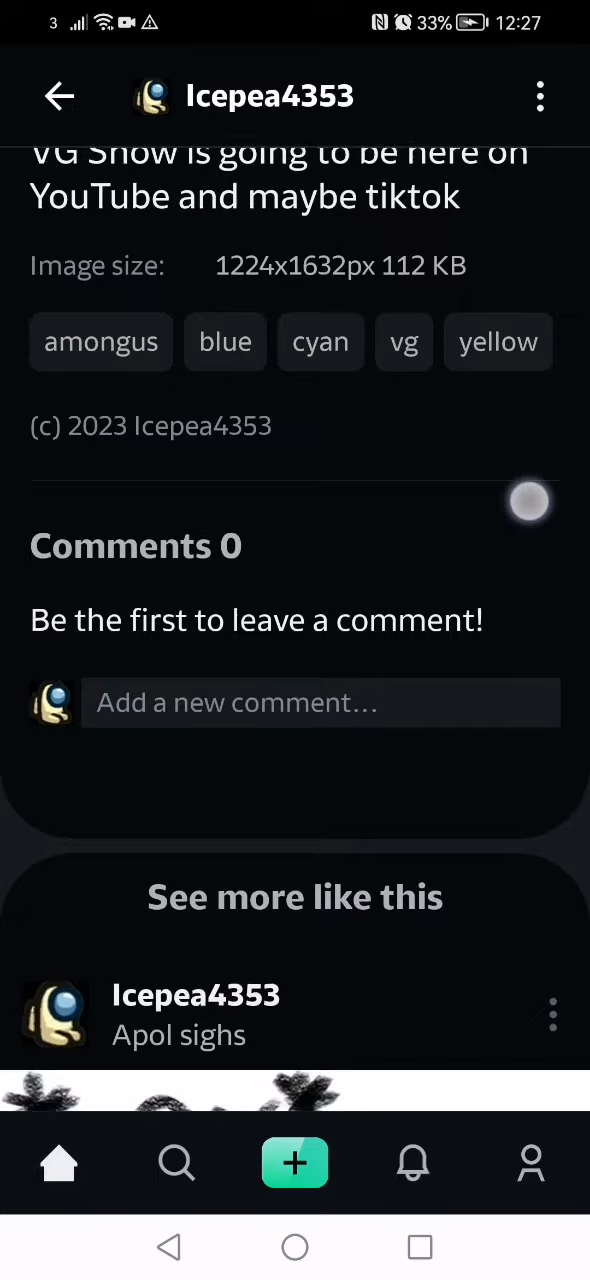 3
33%
12:27
Icepea4353
VG Show is going to be here on
YouTube and maybe tiktok
Image size: 1224x1632px 112 KB
amongus blue cyan vg yellow
(c) 2023 Icepea4353
Comments 0
Be the first to leave a comment!
Add a new comment...
See more like this
Icepea4353
Apol sighs